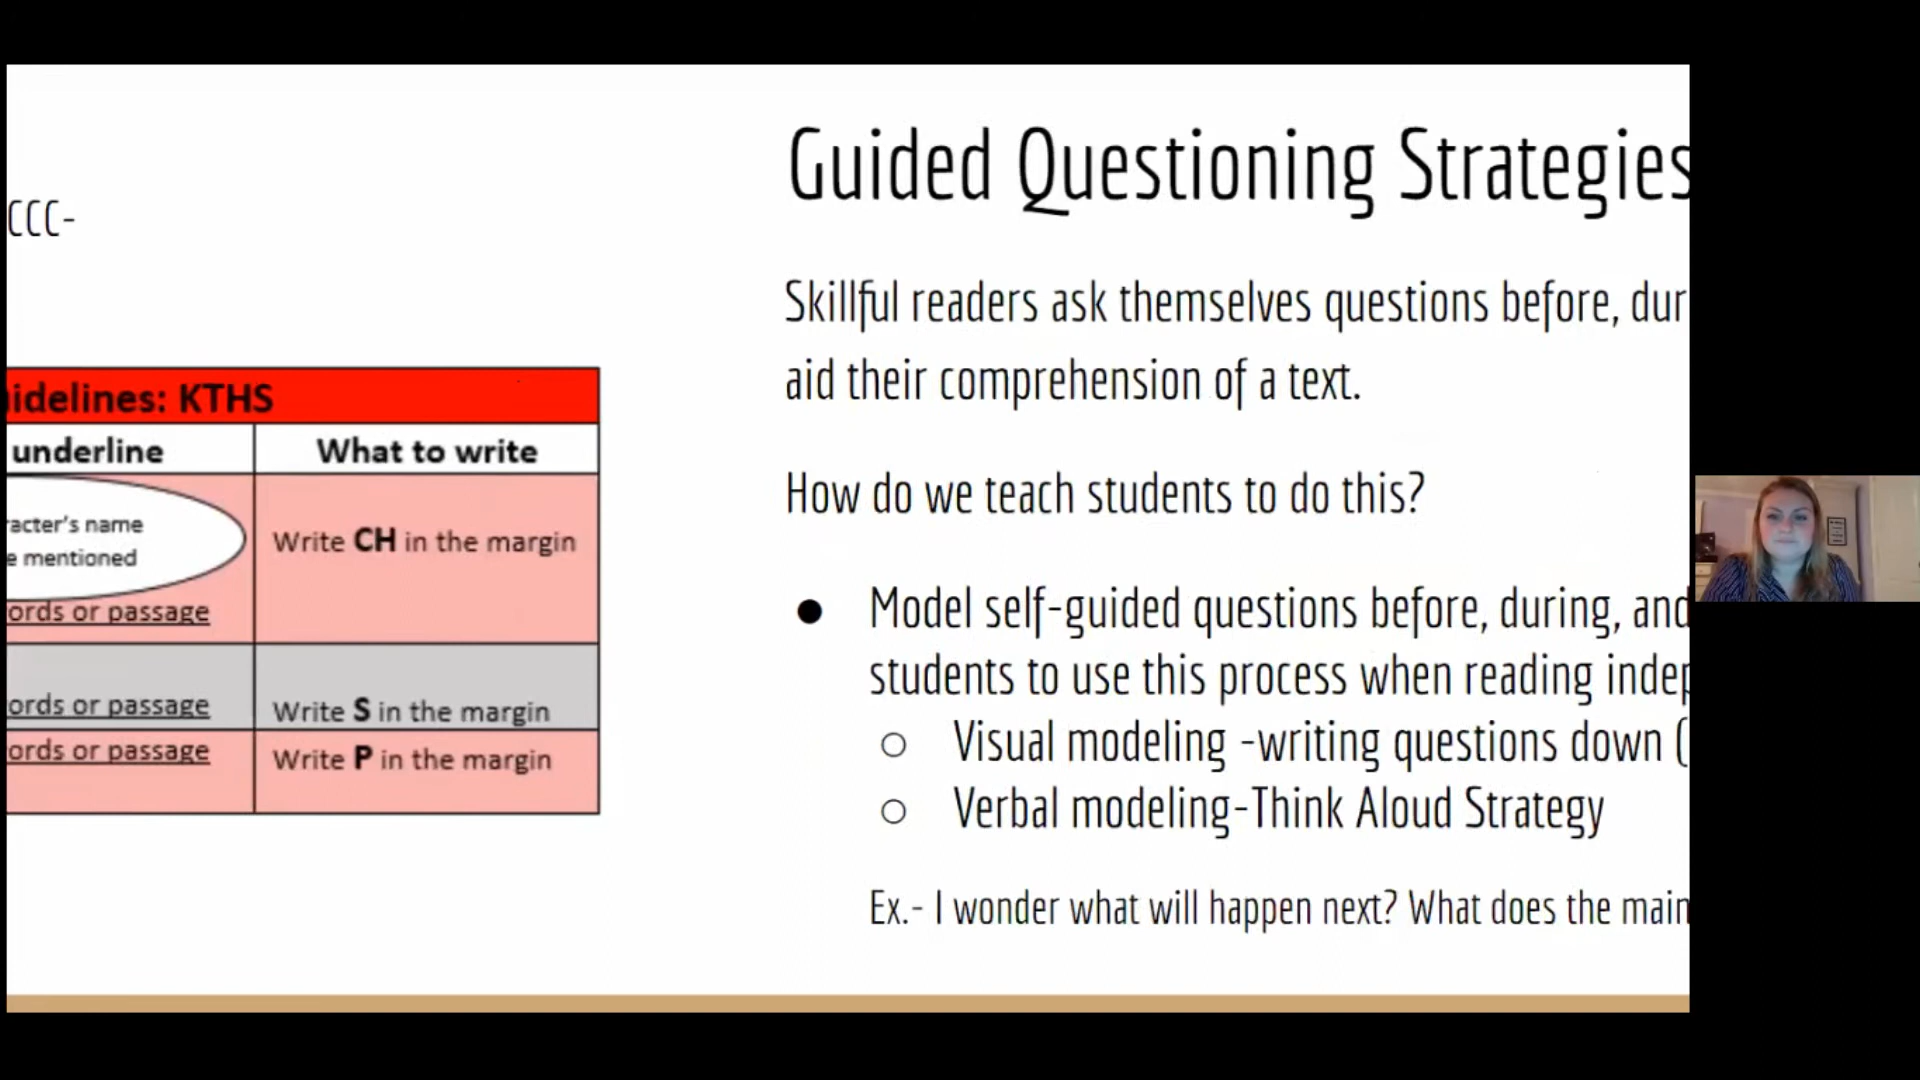 CCC-
idelines: KTHS
underline
What to write
acter's name
e mentioned
ords or passage
Write CH in the margin
ords or passage
Write S in the margin
ords or passage
Write P in the margin
Guided Questioning Strategies
Skillful readers ask themselves questions before, dur
aid their comprehension of a text.
How do we teach students to do this?
● Model self-guided questions before, during, and
students to use this process when reading indep
○ Visual modeling -writing questions down (
○ Verbal modeling-Think Aloud Strategy
Ex.- I wonder what will happen next? What does the main